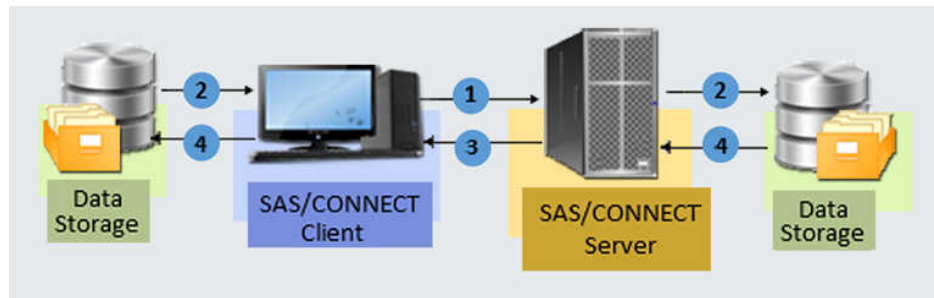 2
1
2
4
3
4
Data
Storage
SAS/CONNECT
Client
SAS/CONNECT
Server
Data
Storage